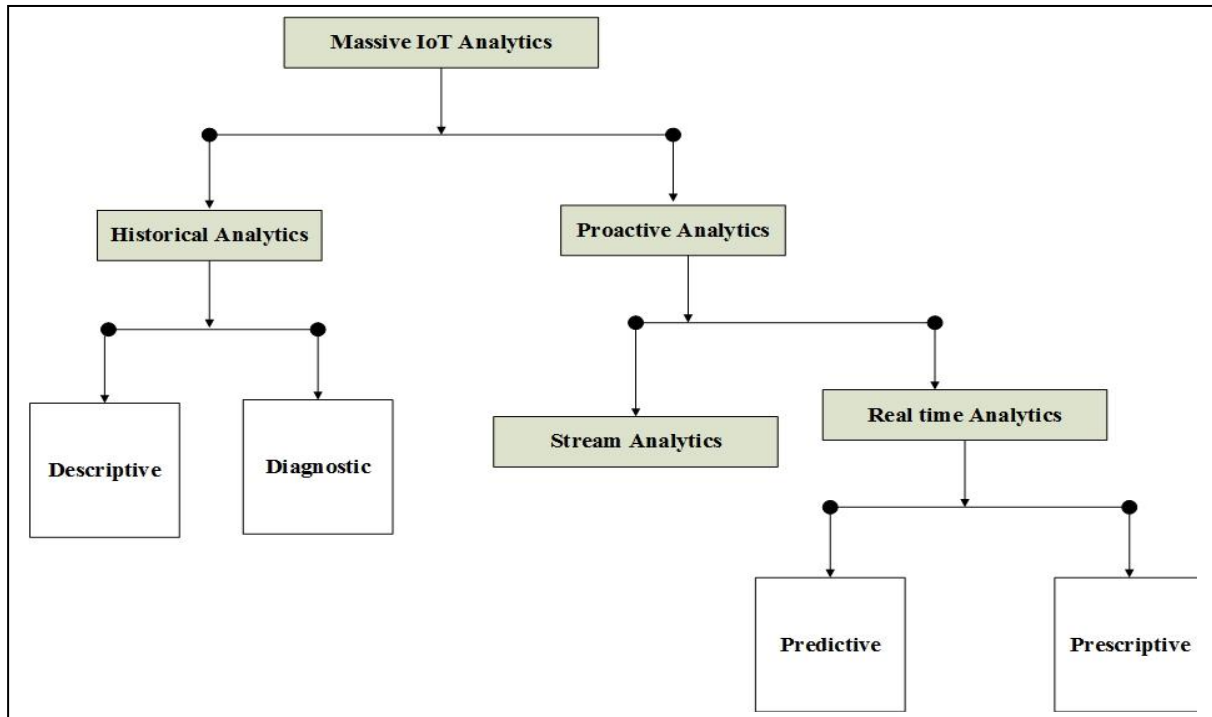 Massive IoT Analytics
Historical Analytics
Proactive Analytics
Descriptive
Diagnostic
Stream Analytics
Real time Analytics
Predictive
Prescriptive